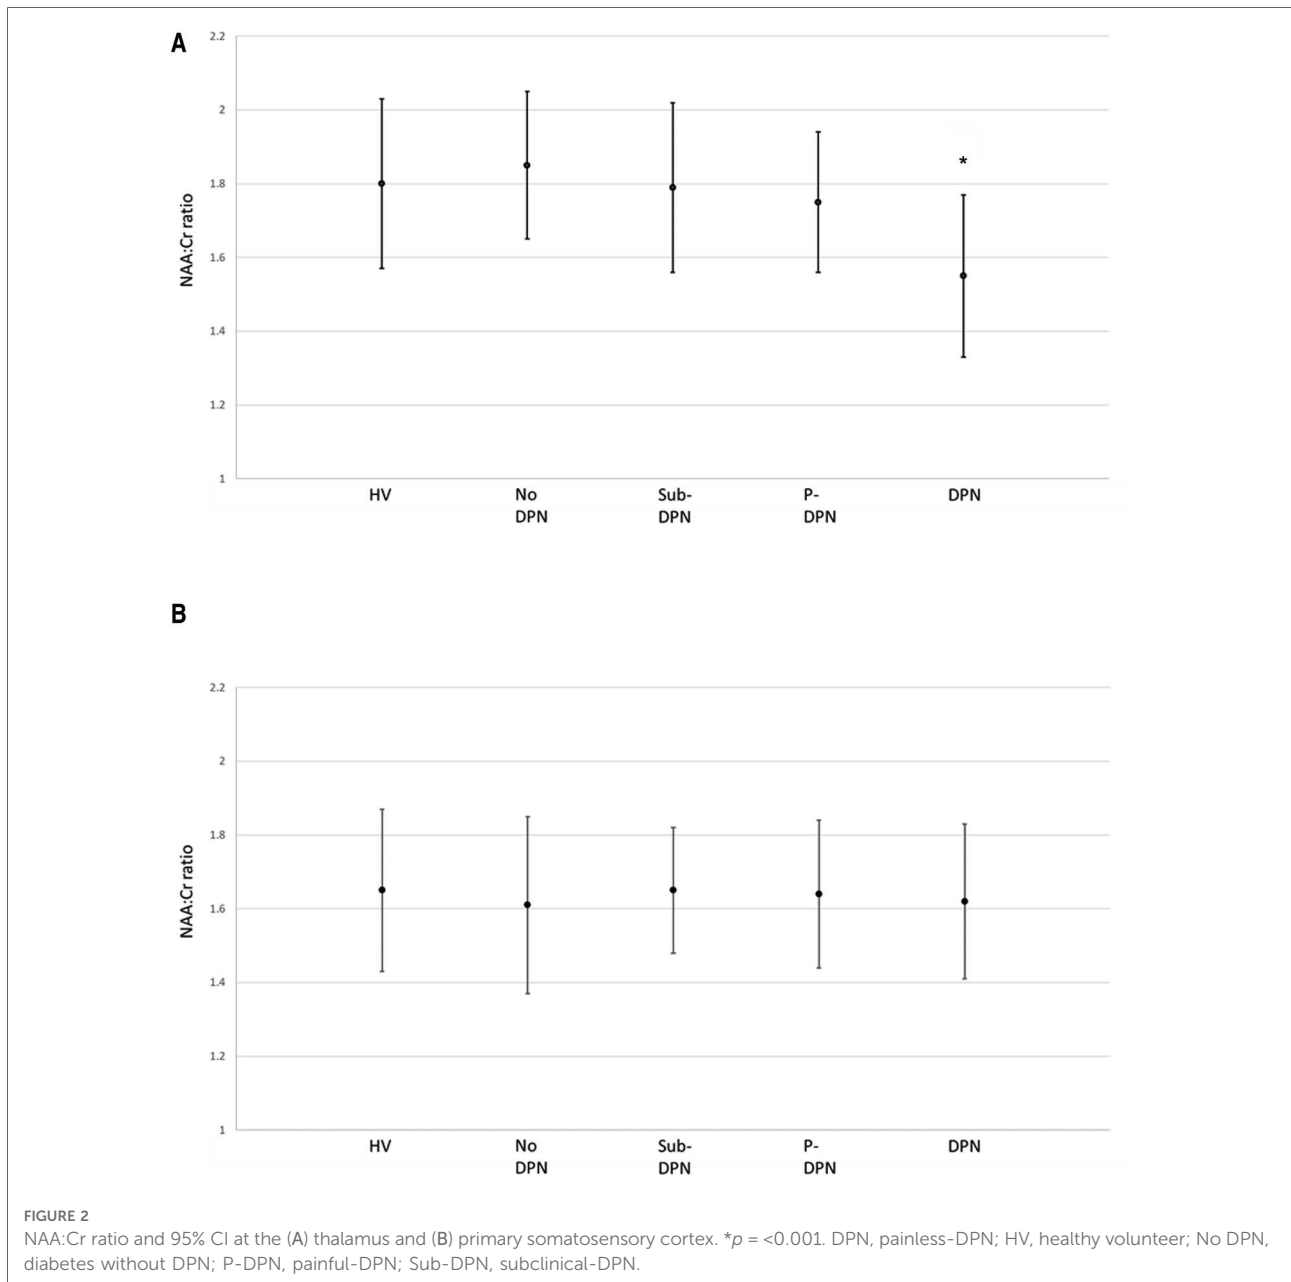 A
2.2
2
1.8
1.6
1.4
1.2
1
NAA:Cr ratio
*
HV No Sub- P- DPN
DPN DPN DPN
B
2.2
2
1.8
1.6
1.4
1.2
1
NAA:Cr ratio
HV No Sub- P- DPN
DPN DPN DPN
FIGURE 2
NAA:Cr ratio and 95% CI at the (A) thalamus and (B) primary somatosensory cortex. *p = <0.001. DPN, painless-DPN; HV, healthy volunteer; No DPN,
diabetes without DPN; P-DPN, painful-DPN; Sub-DPN, subclinical-DPN.